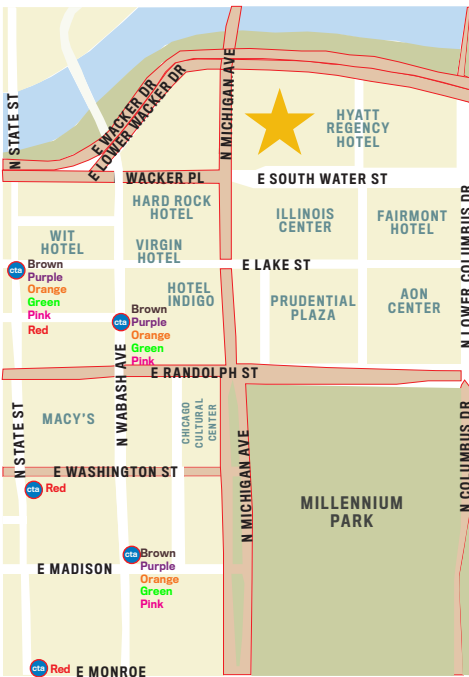 N STATE ST
E WACKER DR
E LOWER WACKER DR
N MICHIGAN AVE
HYATT
REGENCY
HOTEL
WACKER PL
E SOUTH WATER ST
HARD ROCK
HOTEL
ILLINOIS
CENTER
FAIRMONT
HOTEL
N LOWER COLUMBUS DR
WIT
HOTEL
VIRGIN
HOTEL
E LAKE ST
cta
Brown
Purple
Orange
Green
Pink
Red
HOTEL
INDIGO
PRUDENTIAL
PLAZA
AON
CENTER
cta
Brown
Purple
Orange
Green
Pink
N WABASH AVE
E RANDOLPH ST
N STATE ST
MACY'S
CHICAGO
CULTURAL
CENTER
N MICHIGAN AVE
N COLUMBUS DR
E WASHINGTON ST
cta Red
MILLENNIUM
PARK
cta
Brown
Purple
Orange
Green
Pink
E MADISON
cta Red
E MONROE